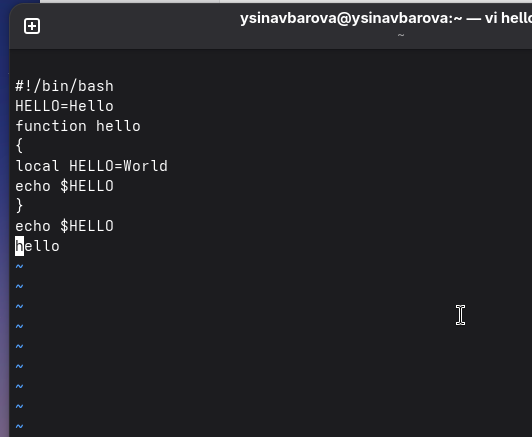 ysinavbarova@ysinavbarova:~ — vi hello
~
#!/bin/bash
HELLO=Hello
function hello
{
local HELLO=World
echo $HELLO
}
echo $HELLO
hello
~
~
~
~
~
~
~
~
~